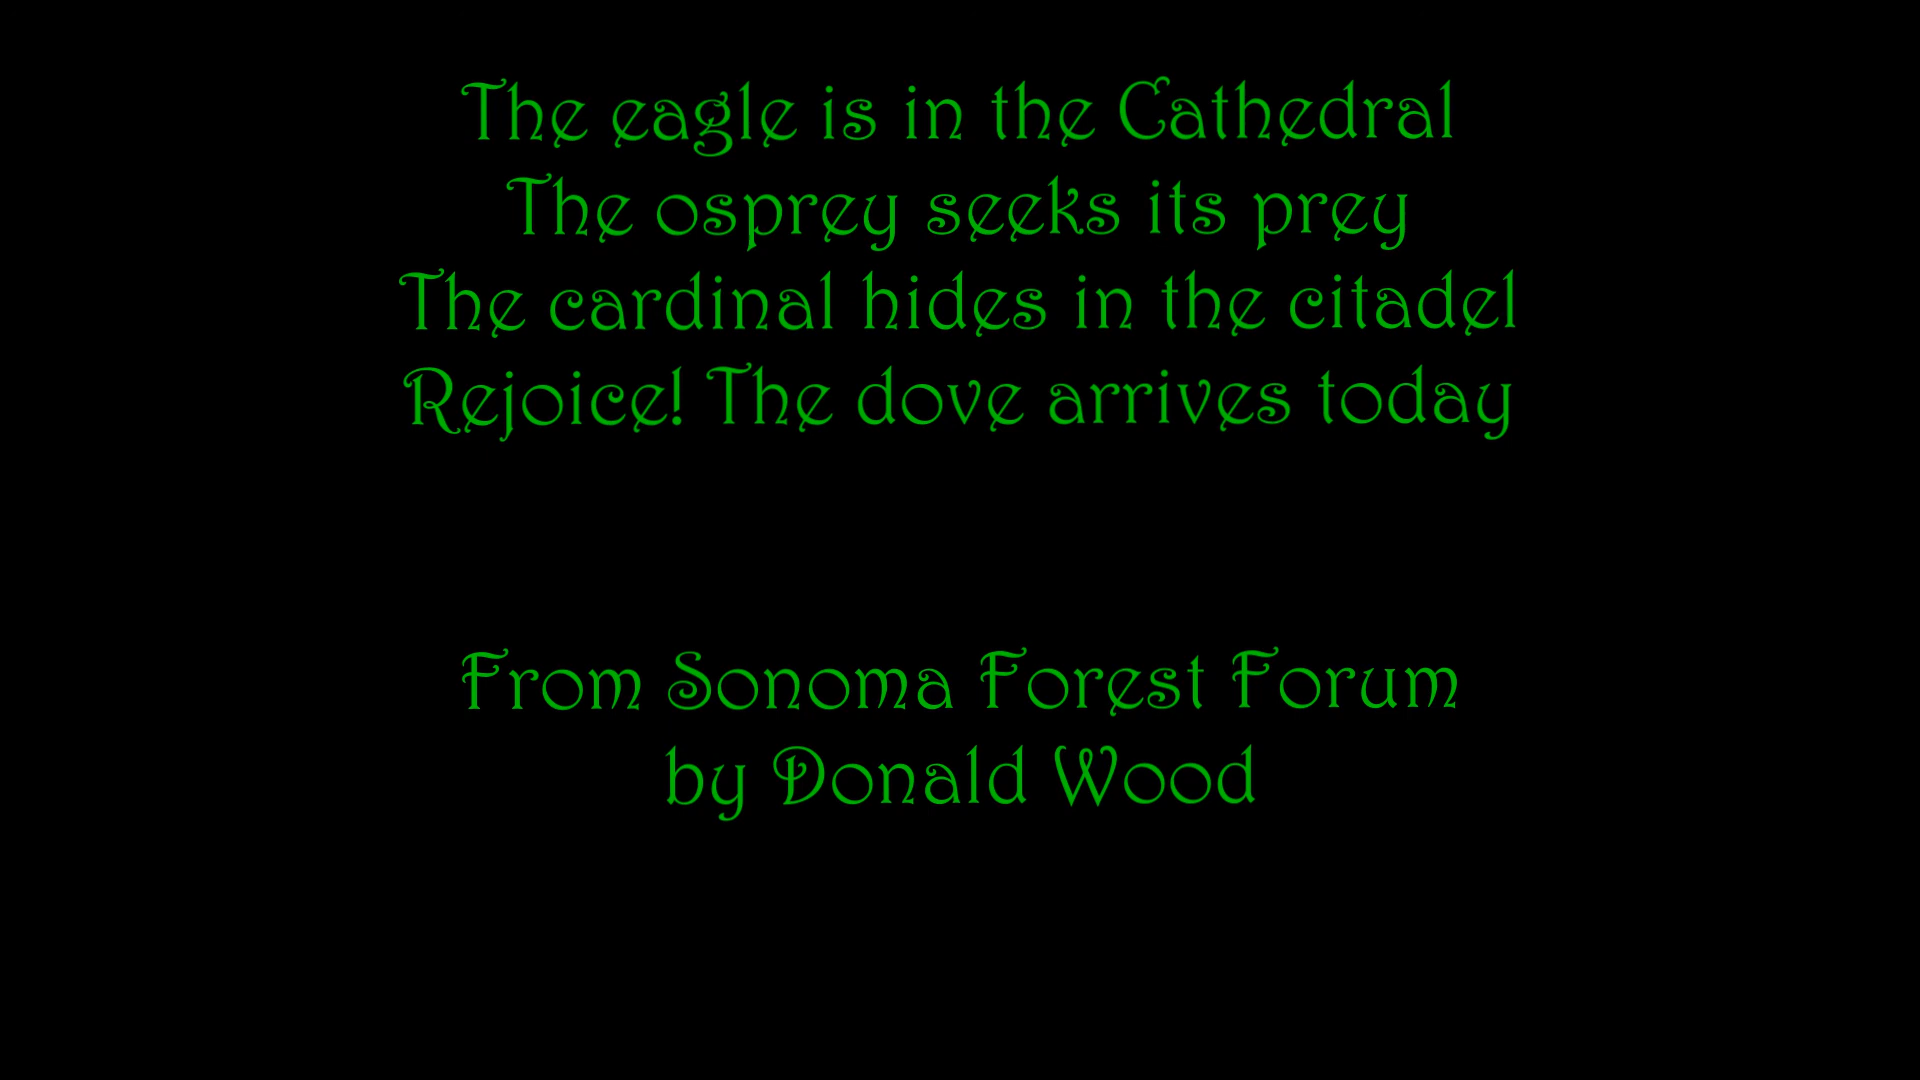 The eagle is in the Cathedral
The osprey seeks its prey
The cardinal hides in the citadel
Rejoice! The dove arrives today
From Sonoma Forest Forum
by Donald Wood